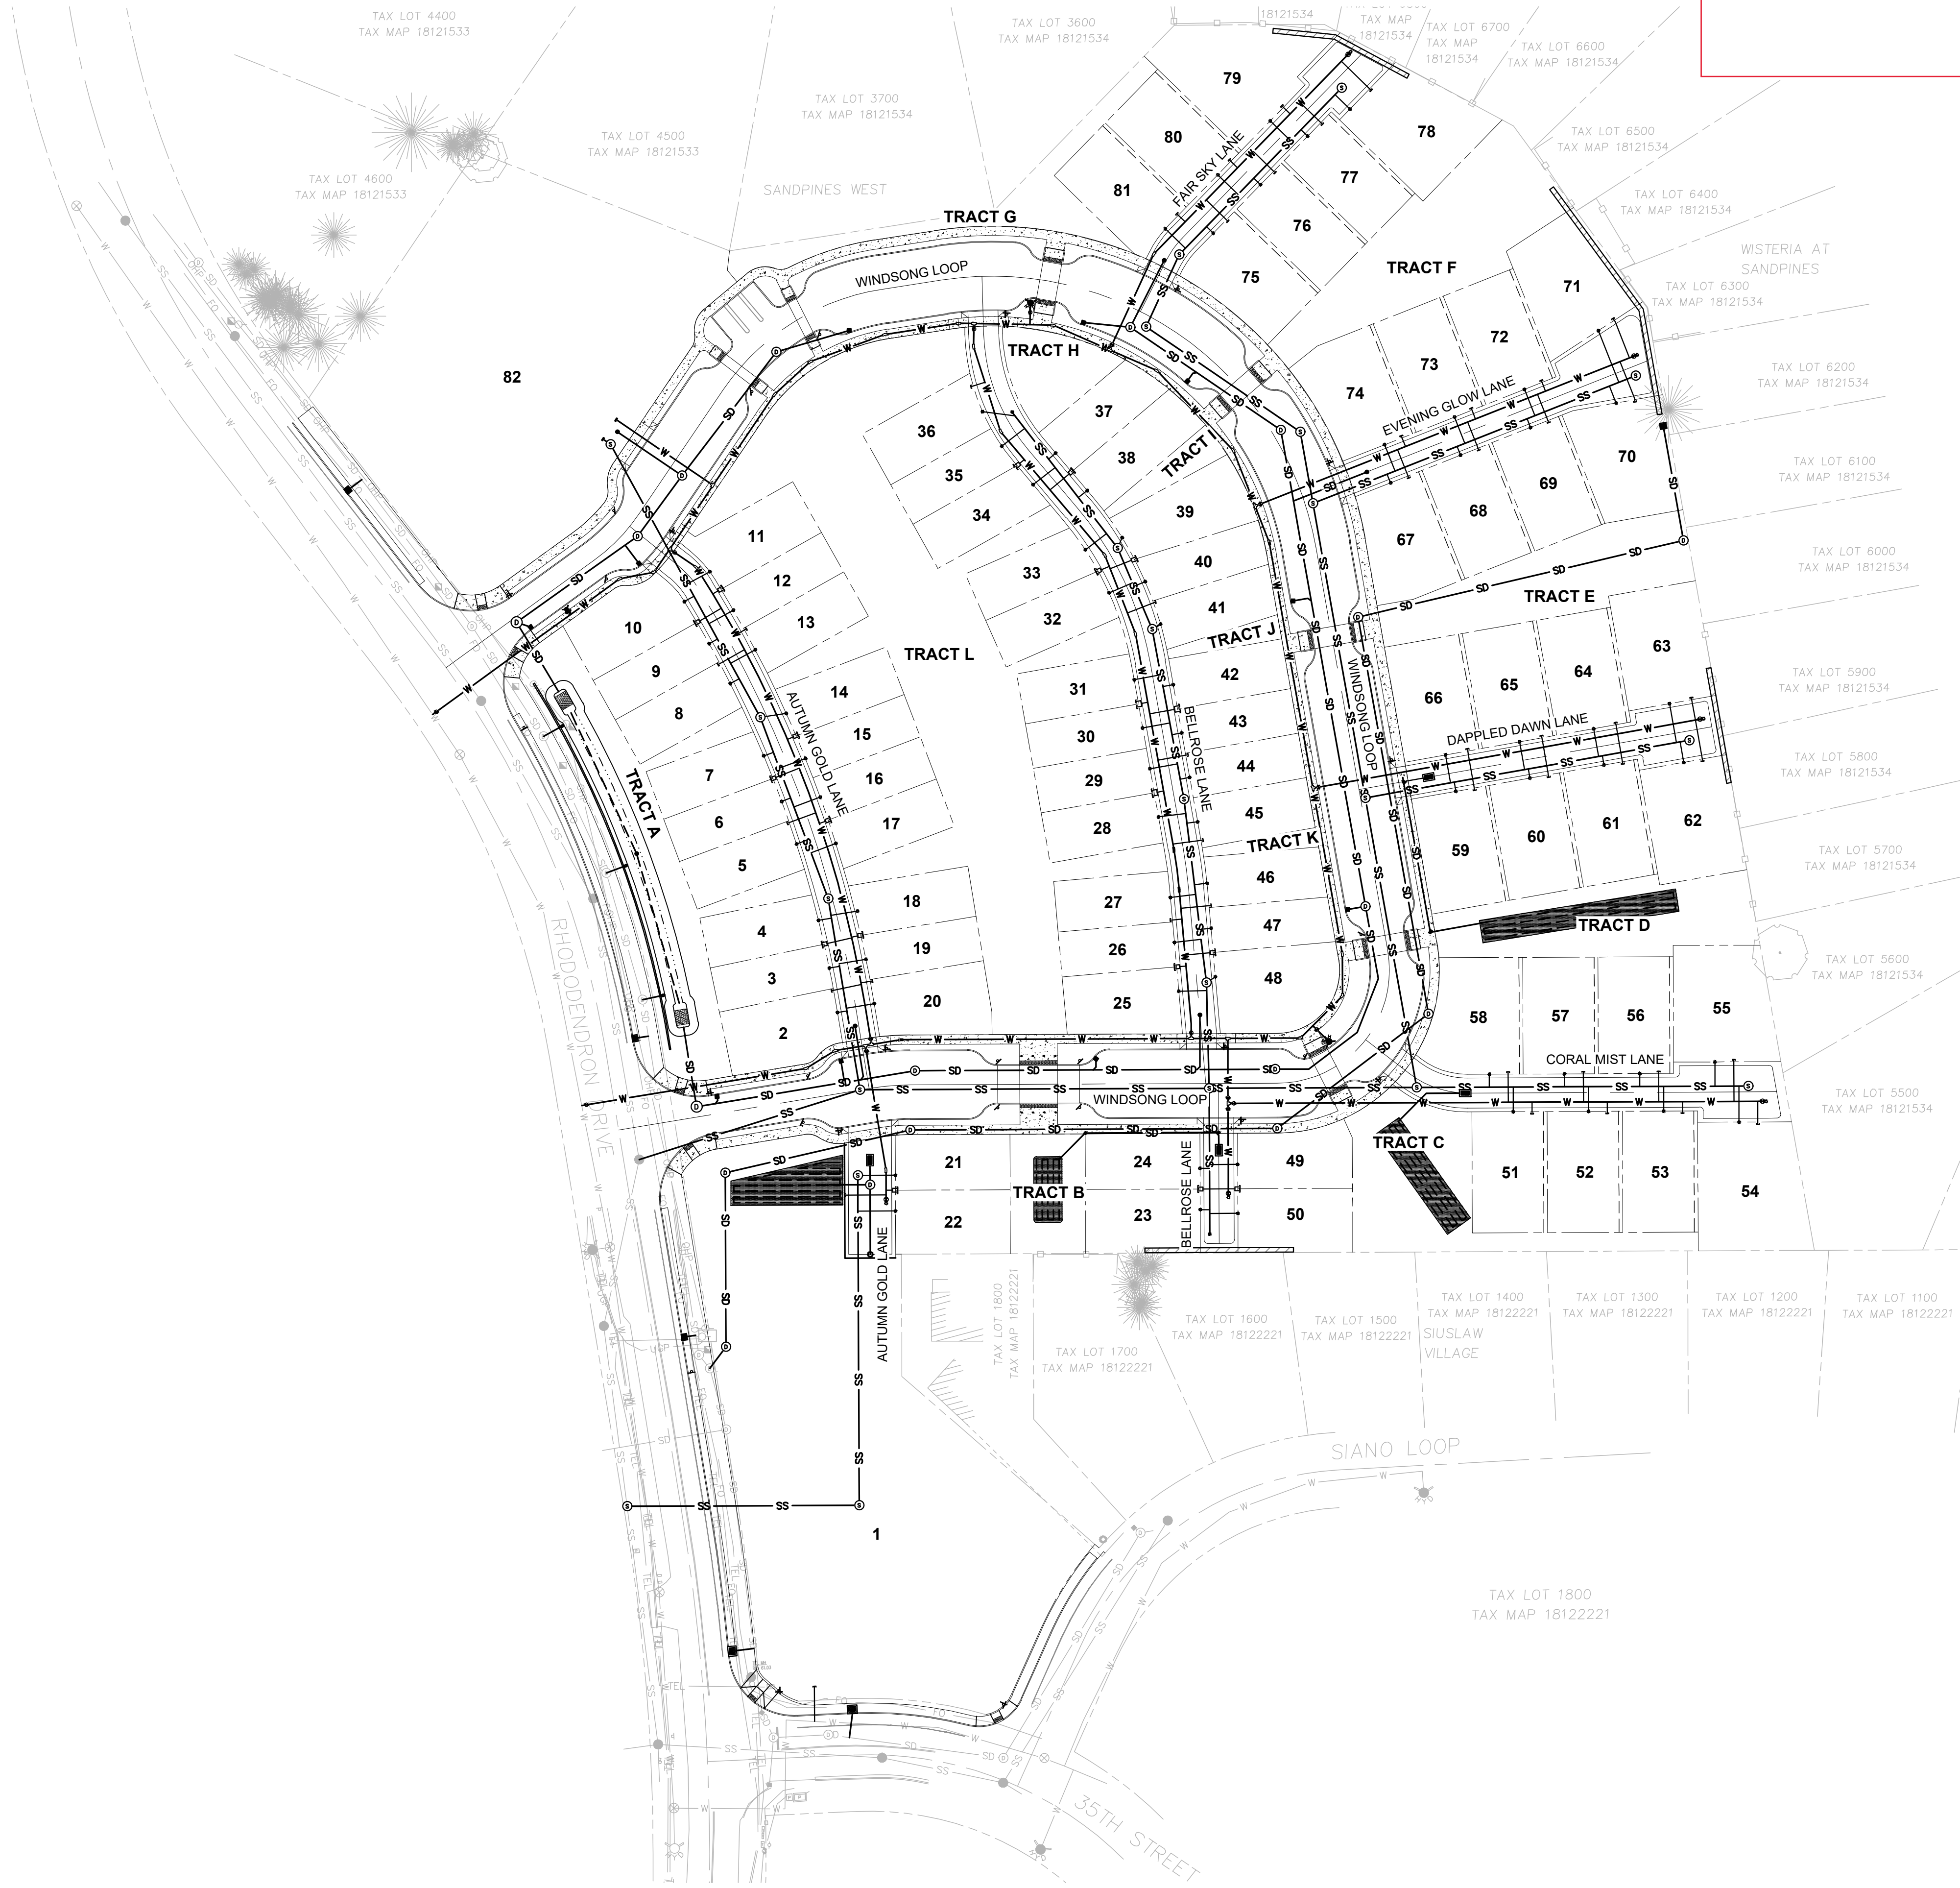 TAX LOT 4400
TAX MAP 18121533
TAX LOT 3600
TAX MAP 18121534
18121534
TAX MAP
18121534
TAX LOT 6700
TAX MAP
18121534
TAX LOT 6600
TAX MAP 18121534
TAX LOT 3700
TAX MAP 18121534
TAX LOT 4500
TAX MAP 18121533
TAX LOT 6500
TAX MAP 18121534
TAX LOT 4600
TAX MAP 18121533
SANDPINES WEST
TAX LOT 6400
TAX MAP 18121534
WISTERIA AT
SANDPINES
TAX LOT 6300
TAX MAP 18121534
TAX LOT 6200
TAX MAP 18121534
TAX LOT 6100
TAX MAP 18121534
TAX LOT 6000
TAX MAP 18121534
TAX LOT 5900
TAX MAP 18121534
TAX LOT 5800
TAX MAP 18121534
TAX LOT 5700
TAX MAP 18121534
TAX LOT 5600
TAX MAP 18121534
TAX LOT 5500
TAX MAP 18121534
79
80
81
78
77
76
75
FAIR SKY LANE
TRACT G
WINDSONG LOOP
TRACT F
71
72
73
74
EVENING GLOW LANE
TRACT H
82
37
36
38
TRACT I
35
34
39
70
69
68
67
11
12
13
10
9
8
33
32
40
41
TRACT E
TRACT J
TRACT L
63
64
65
66
14
15
16
17
AUTUMN GOLD LANE
31
30
29
28
BELLROSE LANE
42
43
44
45
WINDSONG LOOP
DAPPLED DAWN LANE
TRACT A
7
6
5
TRACT K
59
60
61
62
4
3
2
18
19
20
27
26
25
46
47
48
TRACT D
58
57
56
55
CORAL MIST LANE
RHODODENDRON DRIVE
WINDSONG LOOP
TRACT C
21
22
TRACT B
24
23
BELLROSE LANE
49
50
51
52
53
54
AUTUMN GOLD LANE
TAX LOT 1800
TAX MAP 18122221
TAX LOT 1700
TAX MAP 18122221
TAX LOT 1600
TAX MAP 18122221
TAX LOT 1500
TAX MAP 18122221
TAX LOT 1400
TAX MAP 18122221
TAX LOT 1300
TAX MAP 18122221
TAX LOT 1200
TAX MAP 18122221
TAX LOT 1100
TAX MAP 18122221
SIUSLAW
VILLAGE
SIANO LOOP
1
TAX LOT 1800
TAX MAP 18122221
35TH STREET